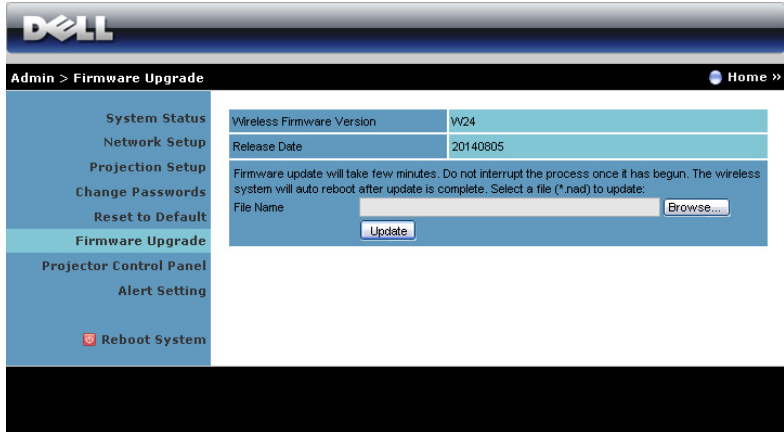 DELL
Admin > Firmware Upgrade
Home »
System Status
Network Setup
Projection Setup
Change Passwords
Reset to Default
Firmware Upgrade
Projector Control Panel
Alert Setting
Reboot System
Wireless Firmware Version W24
Release Date 20140805
Firmware update will take few minutes. Do not interrupt the process once it has begun. The wireless
system will auto reboot after update is complete. Select a file (*.nad) to update:
File Name Browse...
Update